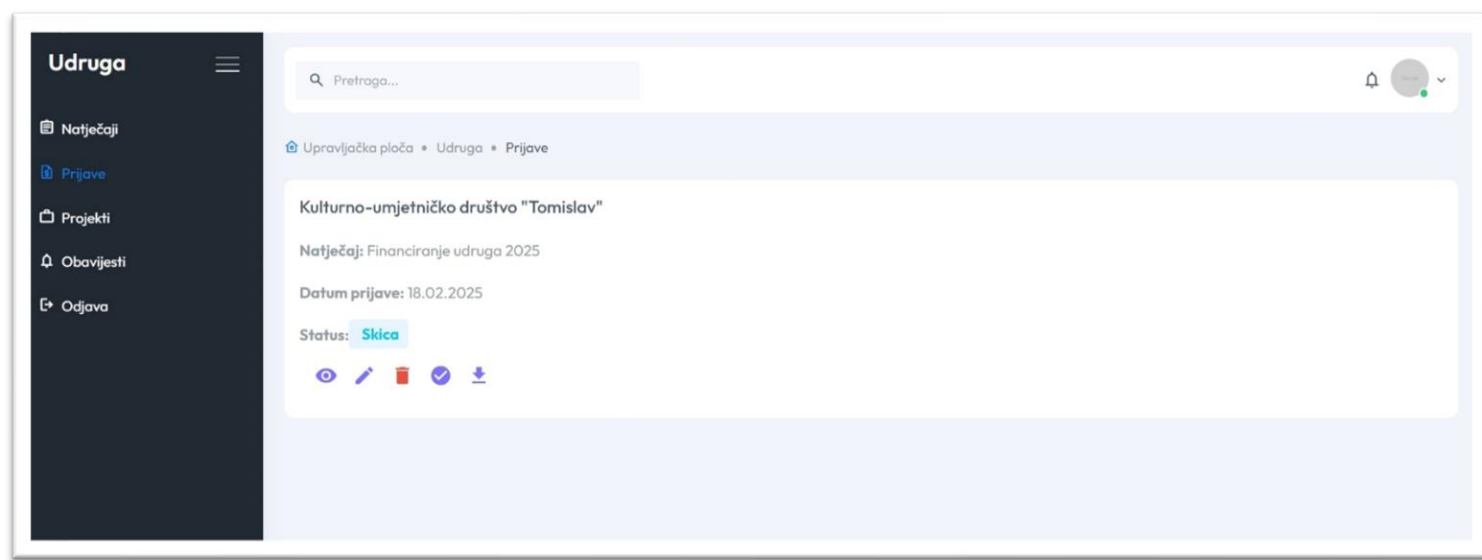 Udruga
Natječaji
Prijave
Projekti
Obavijesti
Odjava
Pretraga...
Upravljačka ploča • Udruga • Prijave
Kulturno-umjetničko društvo "Tomislav"
Natječaj: Financiranje udruga 2025
Datum prijave: 18.02.2025
Status: Skica